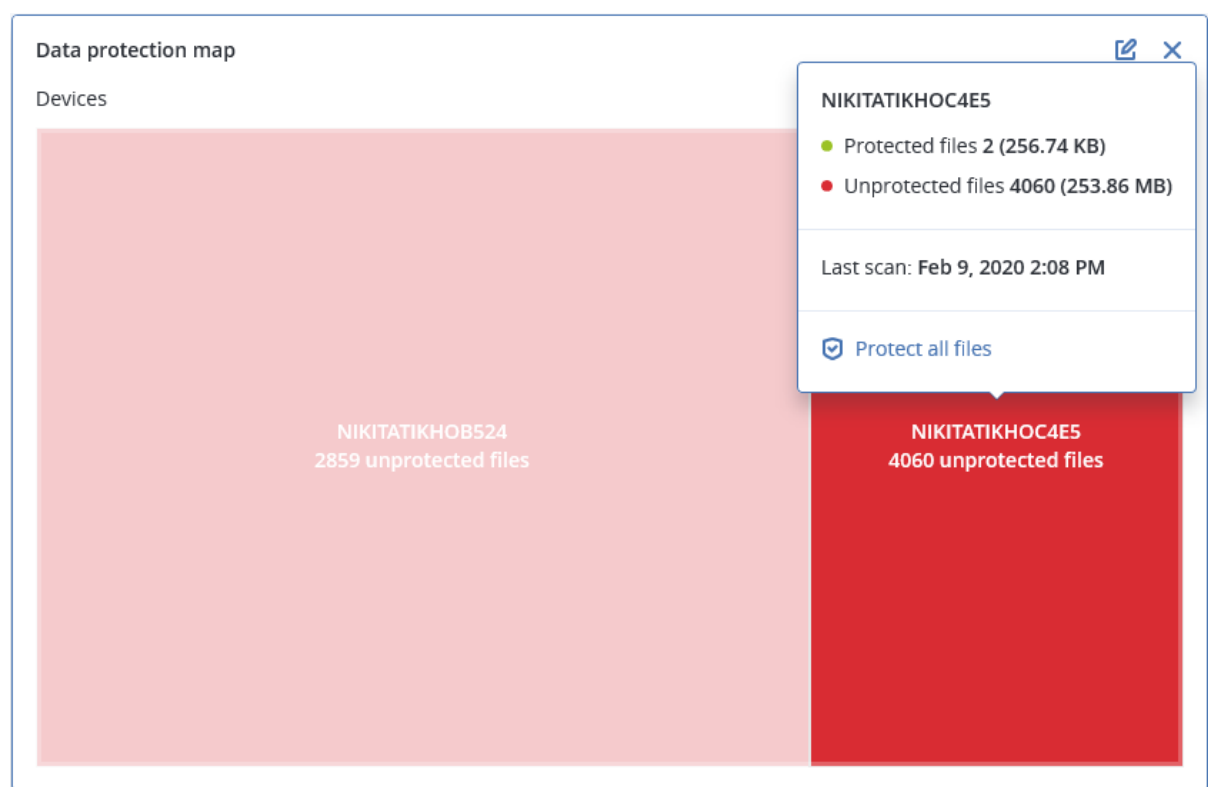 Data protection map
Devices
NIKITATIKHOC4E5
Protected files 2 (256.74 KB)
Unprotected files 4060 (253.86 MB)
Last scan: Feb 9, 2020 2:08 PM
Protect all files
NIKITATIKHOB524
2859 unprotected files
NIKITATIKHOC4E5
4060 unprotected files